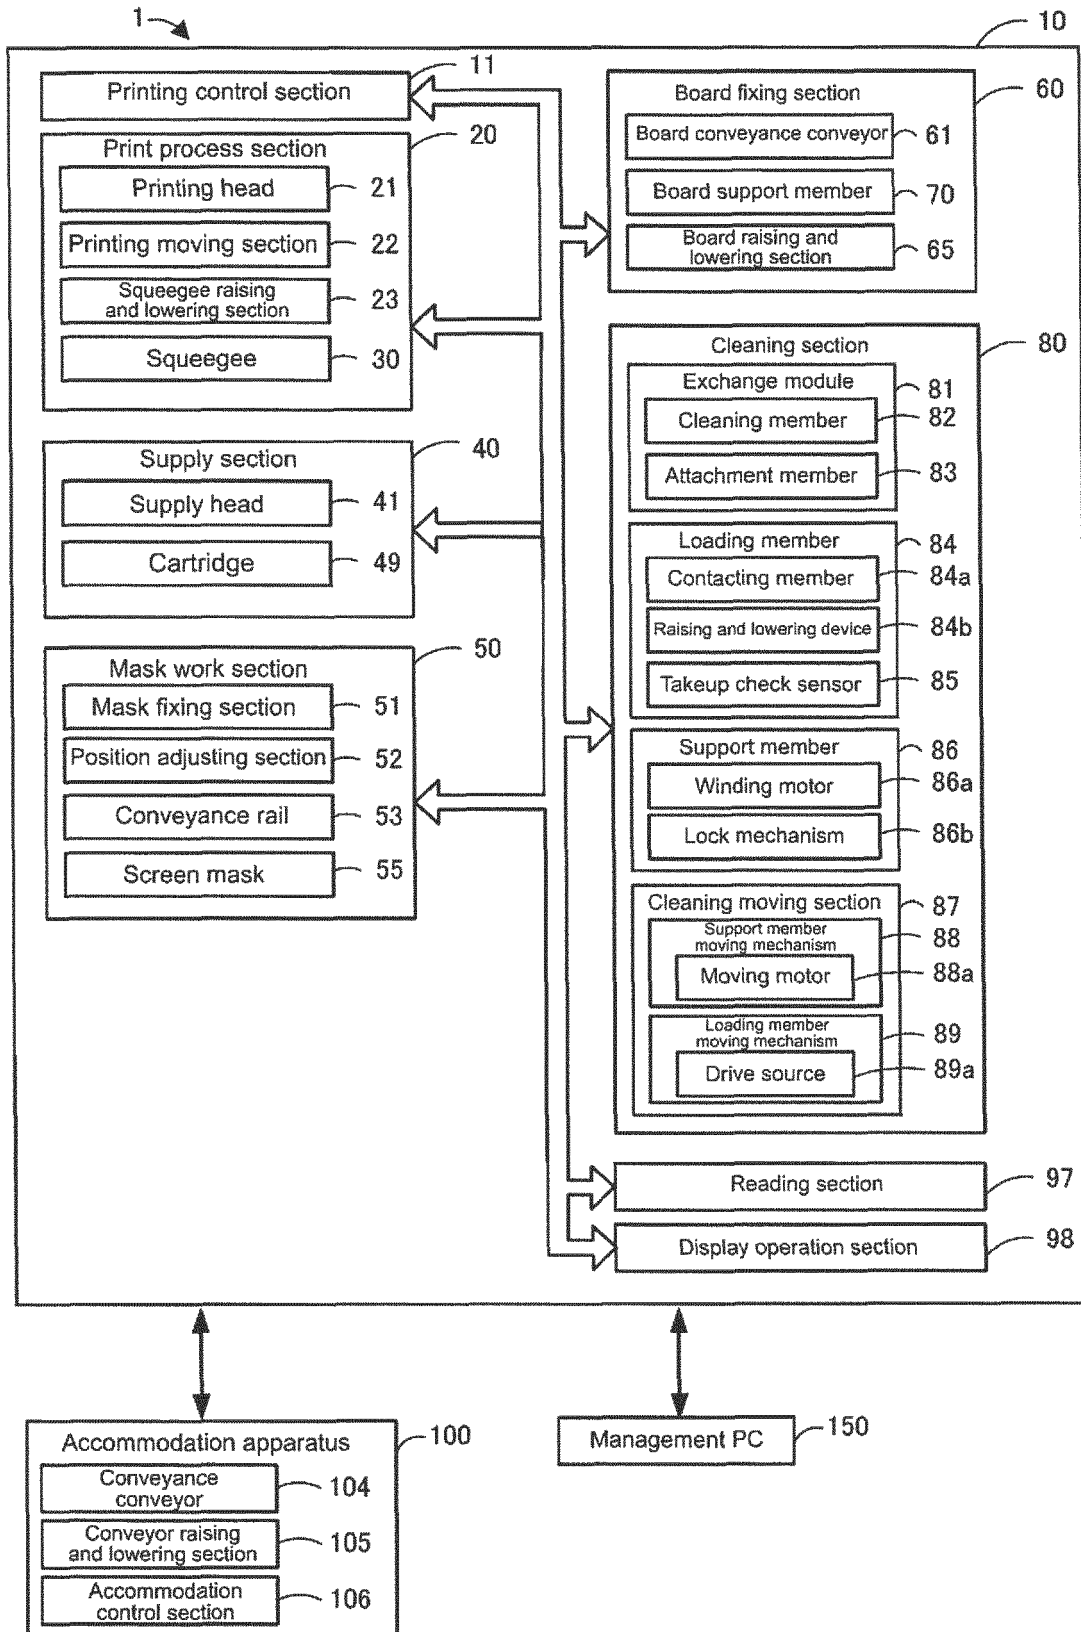 1
10
Printing control section
11
Print process section
20
Printing head
21
Printing moving section
22
Squeegee raising
and lowering section
23
Squeegee
30
Supply section
40
Supply head
41
Cartridge
49
Mask work section
50
Mask fixing section
51
Position adjusting section
52
Conveyance rail
53
Screen mask
55
Board fixing section
60
Board conveyance conveyor
61
Board support member
70
Board raising and
lowering section
65
Cleaning section
80
Exchange module
81
Cleaning member
82
Attachment member
83
Loading member
84
Contacting member
84a
Raising and lowering device
84b
Takeup check sensor
85
Support member
86
Winding motor
86a
Lock mechanism
86b
Cleaning moving section
87
Support member
moving mechanism
88
Moving motor
88a
Loading member
moving mechanism
89
Drive source
89a
Reading section
97
Display operation section
98
Accommodation apparatus
100
Conveyance
conveyor
104
Conveyor raising
and lowering section
105
Accommodation
control section
106
Management PC
150